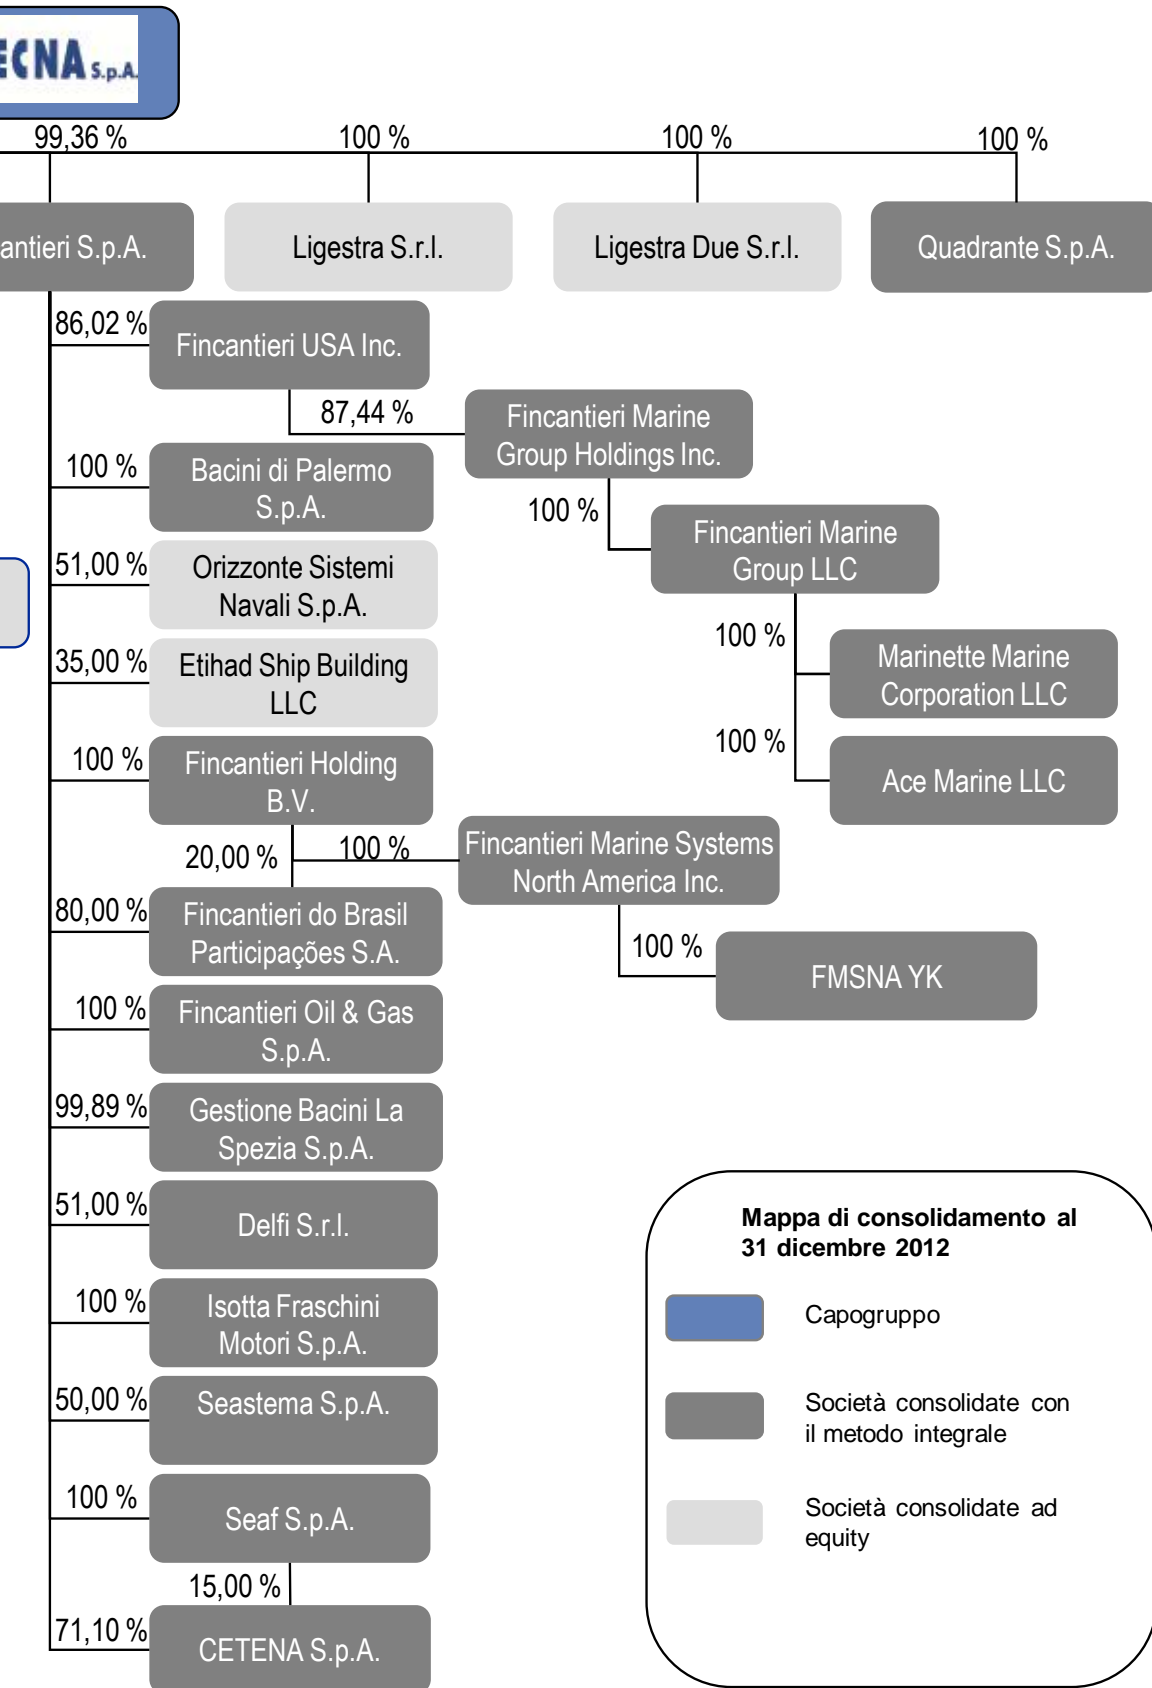 ECNA S.p.A.
99,36 %
100 %
100 %
100 %
antieri S.p.A.
Ligestra S.r.l.
Ligestra Due S.r.l.
Quadrante S.p.A.
86,02 %
Fincantieri USA Inc.
87,44 %
Fincantieri Marine
Group Holdings Inc.
100 %
Bacini di Palermo
S.p.A.
100 %
Fincantieri Marine
Group LLC
51,00 %
Orizzonte Sistemi
Navali S.p.A.
100 %
Marinette Marine
Corporation LLC
35,00 %
Etihad Ship Building
LLC
100 %
Ace Marine LLC
100 %
Fincantieri Holding
B.V.
20,00 %
100 %
Fincantieri Marine Systems
North America Inc.
80,00 %
Fincantieri do Brasil
Participações S.A.
100 %
FMSNA YK
100 %
Fincantieri Oil & Gas
S.p.A.
99,89 %
Gestione Bacini La
Spezia S.p.A.
51,00 %
Delfi S.r.l.
100 %
Isotta Fraschini
Motori S.p.A.
50,00 %
Seastema S.p.A.
100 %
Seaf S.p.A.
15,00 %
71,10 %
CETENA S.p.A.
Mappa di consolidamento al
31 dicembre 2012
Capogruppo
Società consolidate con
il metodo integrale
Società consolidate ad
equity